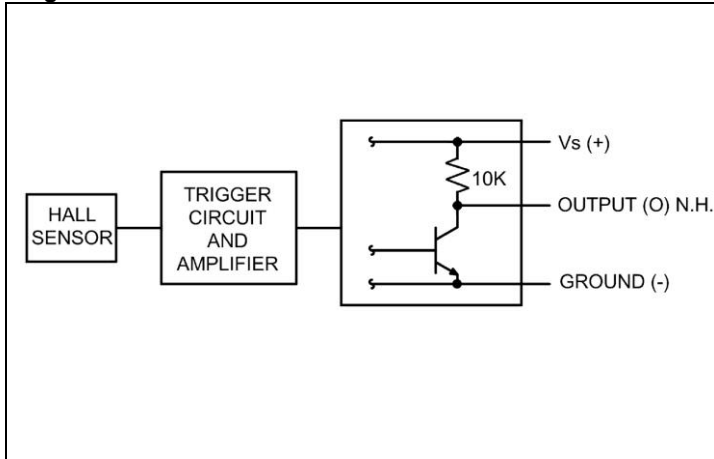 HALL
SENSOR
TRIGGER
CIRCUIT
AND
AMPLIFIER
10K
Vs (+)
OUTPUT (O) N.H.
GROUND (-)